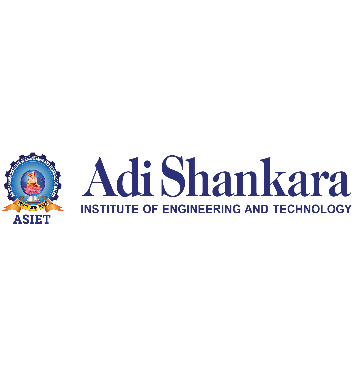 Adi Shankara
INSTITUTE OF ENGINEERING AND TECHNOLOGY
ASIET